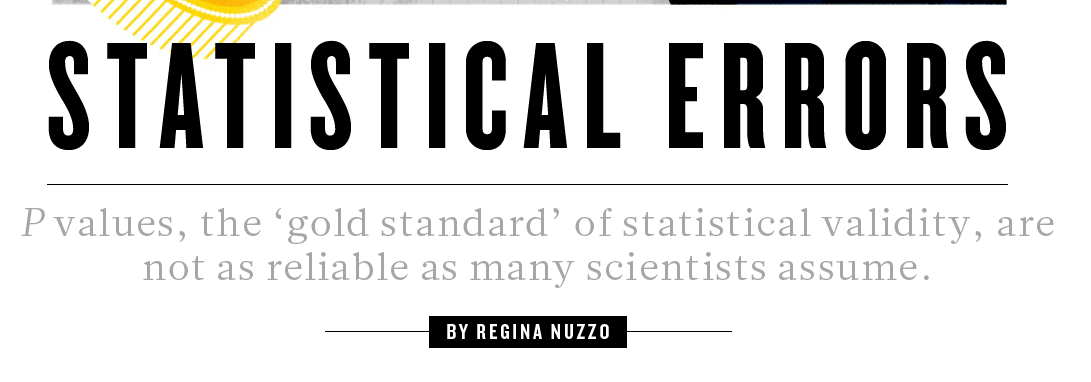 STATISTICAL ERRORS
P values, the ‘gold standard’ of statistical validity, are
not as reliable as many scientists assume.
BY REGINA NUZZO